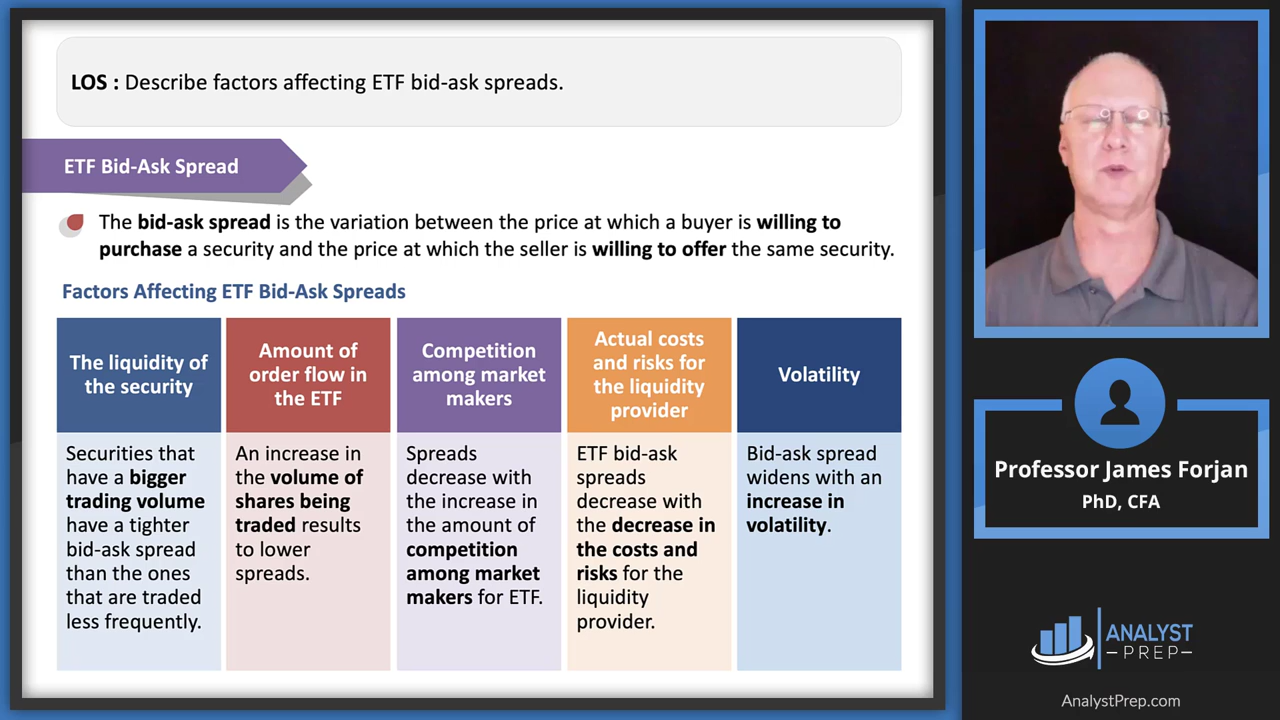 LOS : Describe factors affecting ETF bid-ask spreads.
ETF Bid-Ask Spread
The bid-ask spread is the variation between the price at which a buyer is willing to
purchase a security and the price at which the seller is willing to offer the same security.
Factors Affecting ETF Bid-Ask Spreads
The liquidity of
the security
Securities that
have a bigger
trading volume
have a tighter
bid-ask spread
than the ones
that are traded
less frequently.
Amount of
order flow in
the ETF
An increase in
the volume of
shares being
traded results
to lower
spreads.
Competition
among market
makers
Spreads
decrease with
the increase in
the amount of
competition
among market
makers for ETF.
Actual costs
and risks for
the liquidity
provider
ETF bid-ask
spreads
decrease with
the decrease in
the costs and
risks for the
liquidity
provider.
Volatility
Bid-ask spread
widens with an
increase in
volatility.
Professor James Forjan
PhD, CFA
ANALYST
PREP
AnalystPrep.com